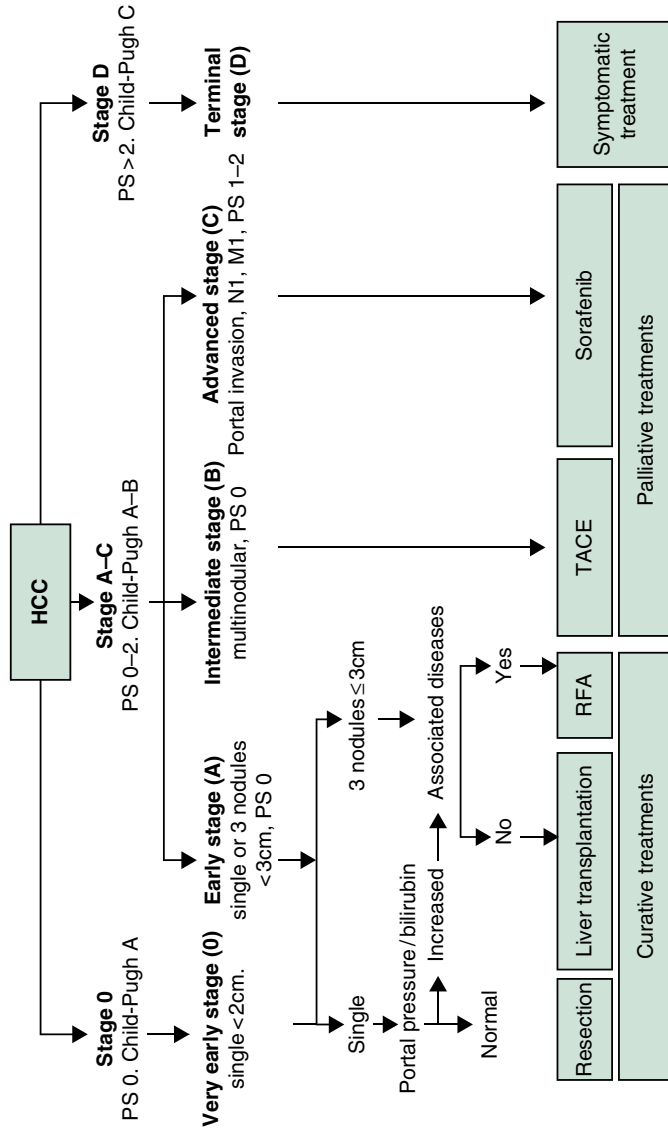 HCC
Stage 0
PS 0. Child-Pugh A
Stage A–C
PS 0–2. Child-Pugh A–B
Stage D
PS > 2. Child-Pugh C
Very early stage (0)
single < 2cm.
Early stage (A)
single or 3 nodules
< 3cm, PS 0
Intermediate stage (B)
multinodular, PS 0
Advanced stage (C)
Portal invasion, N1, M1, PS 1–2
Terminal
stage (D)
Single
3 nodules ≤ 3cm
Portal pressure / bilirubin
Increased
Associated diseases
Normal
No
Yes
Resection
Liver transplantation
RFA
TACE
Sorafenib
Symptomatic
treatment
Curative treatments
Palliative treatments